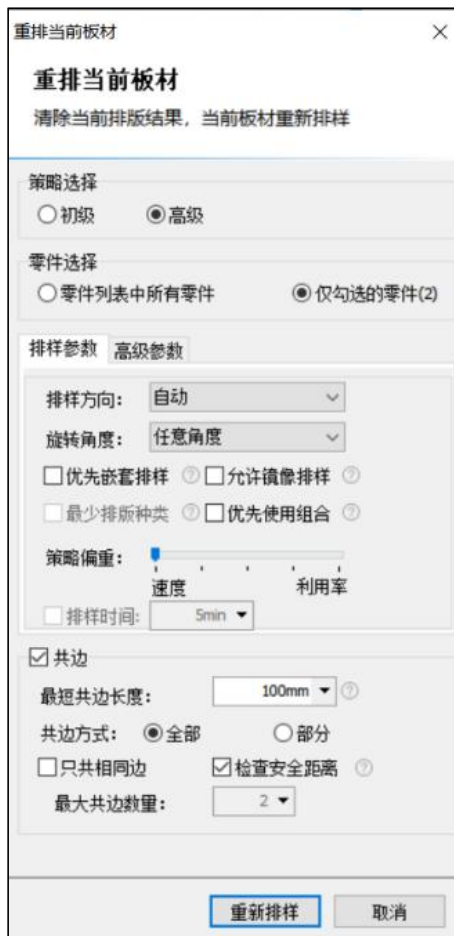 重排当前板材
重排当前板材
清除当前排版结果，当前板材重新排样
策略选择
初级 高级
零件选择
零件列表中所有零件 仅勾选的零件(2)
排样参数 高级参数
排样方向： 自动
旋转角度： 任意角度
优先嵌套排样 允许镜像排样
最少排版种类 优先使用组合
策略偏重：
速度 利用率
排样时间: 5min
共边
最短共边长度： 100mm
共边方式： 全部 部分
只共相同边 检查安全距离
最大共边数量： 2
重新排样 取消